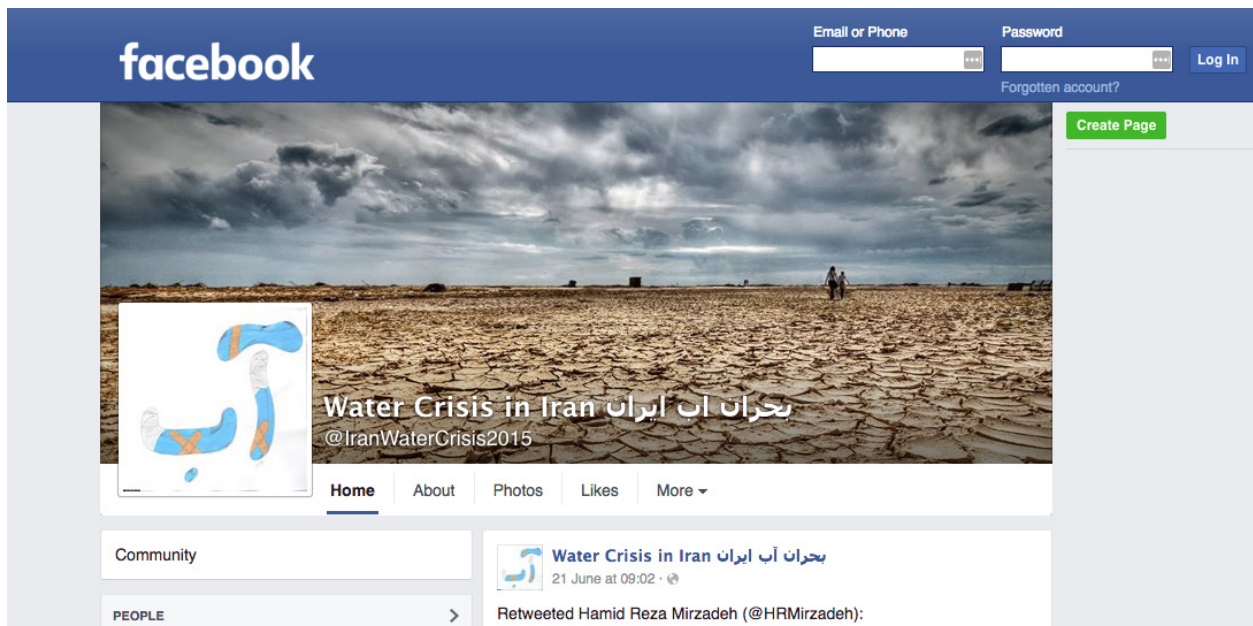 facebook
Email or Phone
Password
Log In
Forgotten account?
Create Page
آب
Water Crisis in Iran بحران آب ایران
@IranWaterCrisis2015
Home
About
Photos
Likes
More
Community
PEOPLE
Water Crisis in Iran بحران آب ایران
21 June at 09:02 ·
Retweeted Hamid Reza Mirzadeh (@HRMirzadeh):